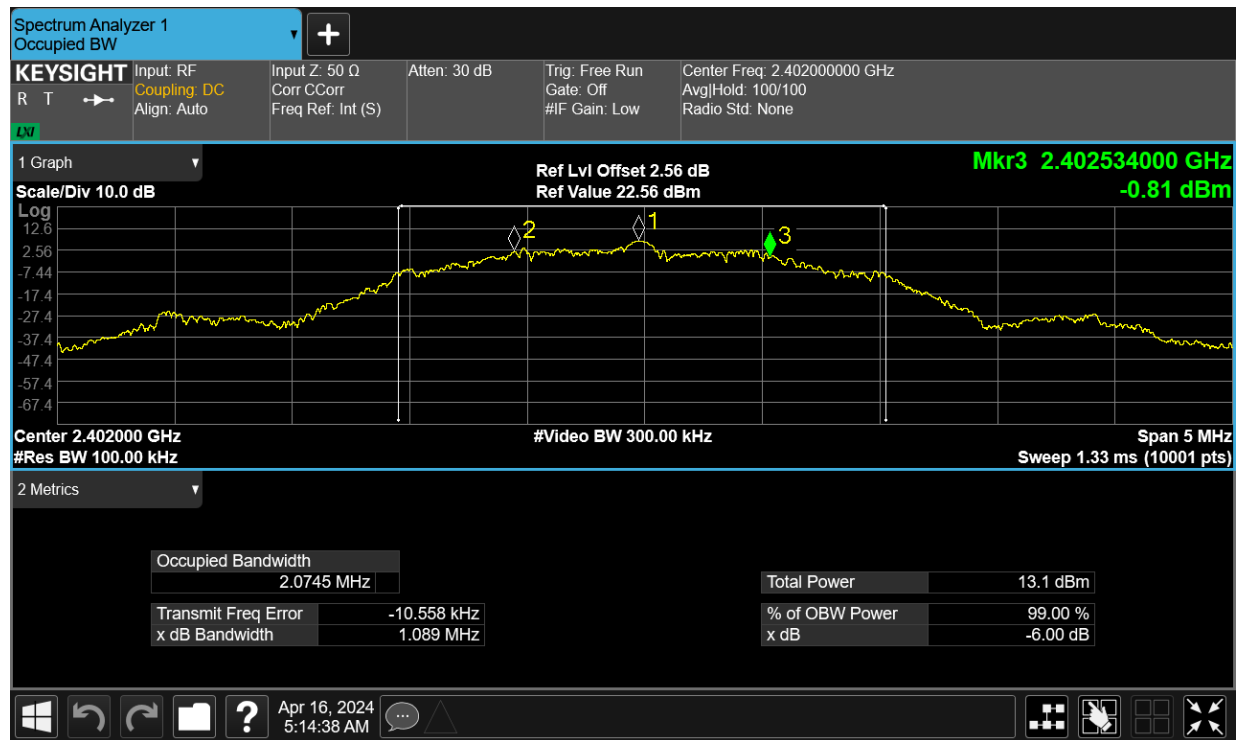 Spectrum Analyzer 1
Occupied BW
KEYSIGHT
R T
LXI
Input: RF
Coupling: DC
Align: Auto
Input Z: 50 Ω
Corr CCorr
Freq Ref: Int (S)
Atten: 30 dB
Trig: Free Run
Gate: Off
#IF Gain: Low
Center Freq: 2.402000000 GHz
Avg|Hold: 100/100
Radio Std: None
1 Graph
Scale/Div 10.0 dB
Ref Lvl Offset 2.56 dB
Ref Value 22.56 dBm
Mkr3 2.402534000 GHz
-0.81 dBm
Log
12.6
2.56
-7.44
-17.4
-27.4
-37.4
-47.4
-57.4
-67.4
2
1
3
Center 2.402000 GHz
#Res BW 100.00 kHz
#Video BW 300.00 kHz
Span 5 MHz
Sweep 1.33 ms (10001 pts)
2 Metrics
Occupied Bandwidth
2.0745 MHz
Transmit Freq Error -10.558 kHz
x dB Bandwidth 1.089 MHz
Total Power 13.1 dBm
% of OBW Power 99.00 %
x dB -6.00 dB
?
Apr 16, 2024
5:14:38 AM